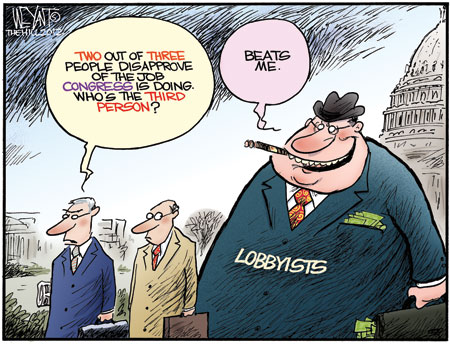 WEYANT©
THE HILL 2012
TWO OUT OF THREE
PEOPLE DISAPPROVE
OF THE JOB
CONGRESS IS DOING.
WHO'S THE THIRD
PERSON?
BEATS
ME.
LOBBYISTS